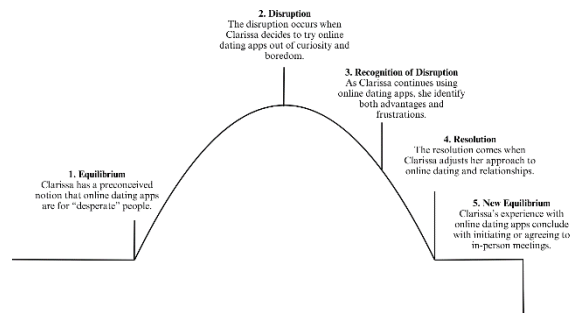 2. Disruption
The disruption occurs when
Clarissa decides to try online
dating apps out of curiosity and
boredom.
3. Recognition of Disruption
As Clarissa continues using
online dating apps, she identify
both advantages and
frustrations.
4. Resolution
The resolution comes when
Clarissa adjusts her approach to
online dating and relationships.
1. Equilibrium
Clarissa has a preconceived
notion that online dating apps
are for “desperate” people.
5. New Equilibrium
Clarissa’s experience with
online dating apps conclude
with initiating or agreeing to
in-person meetings.